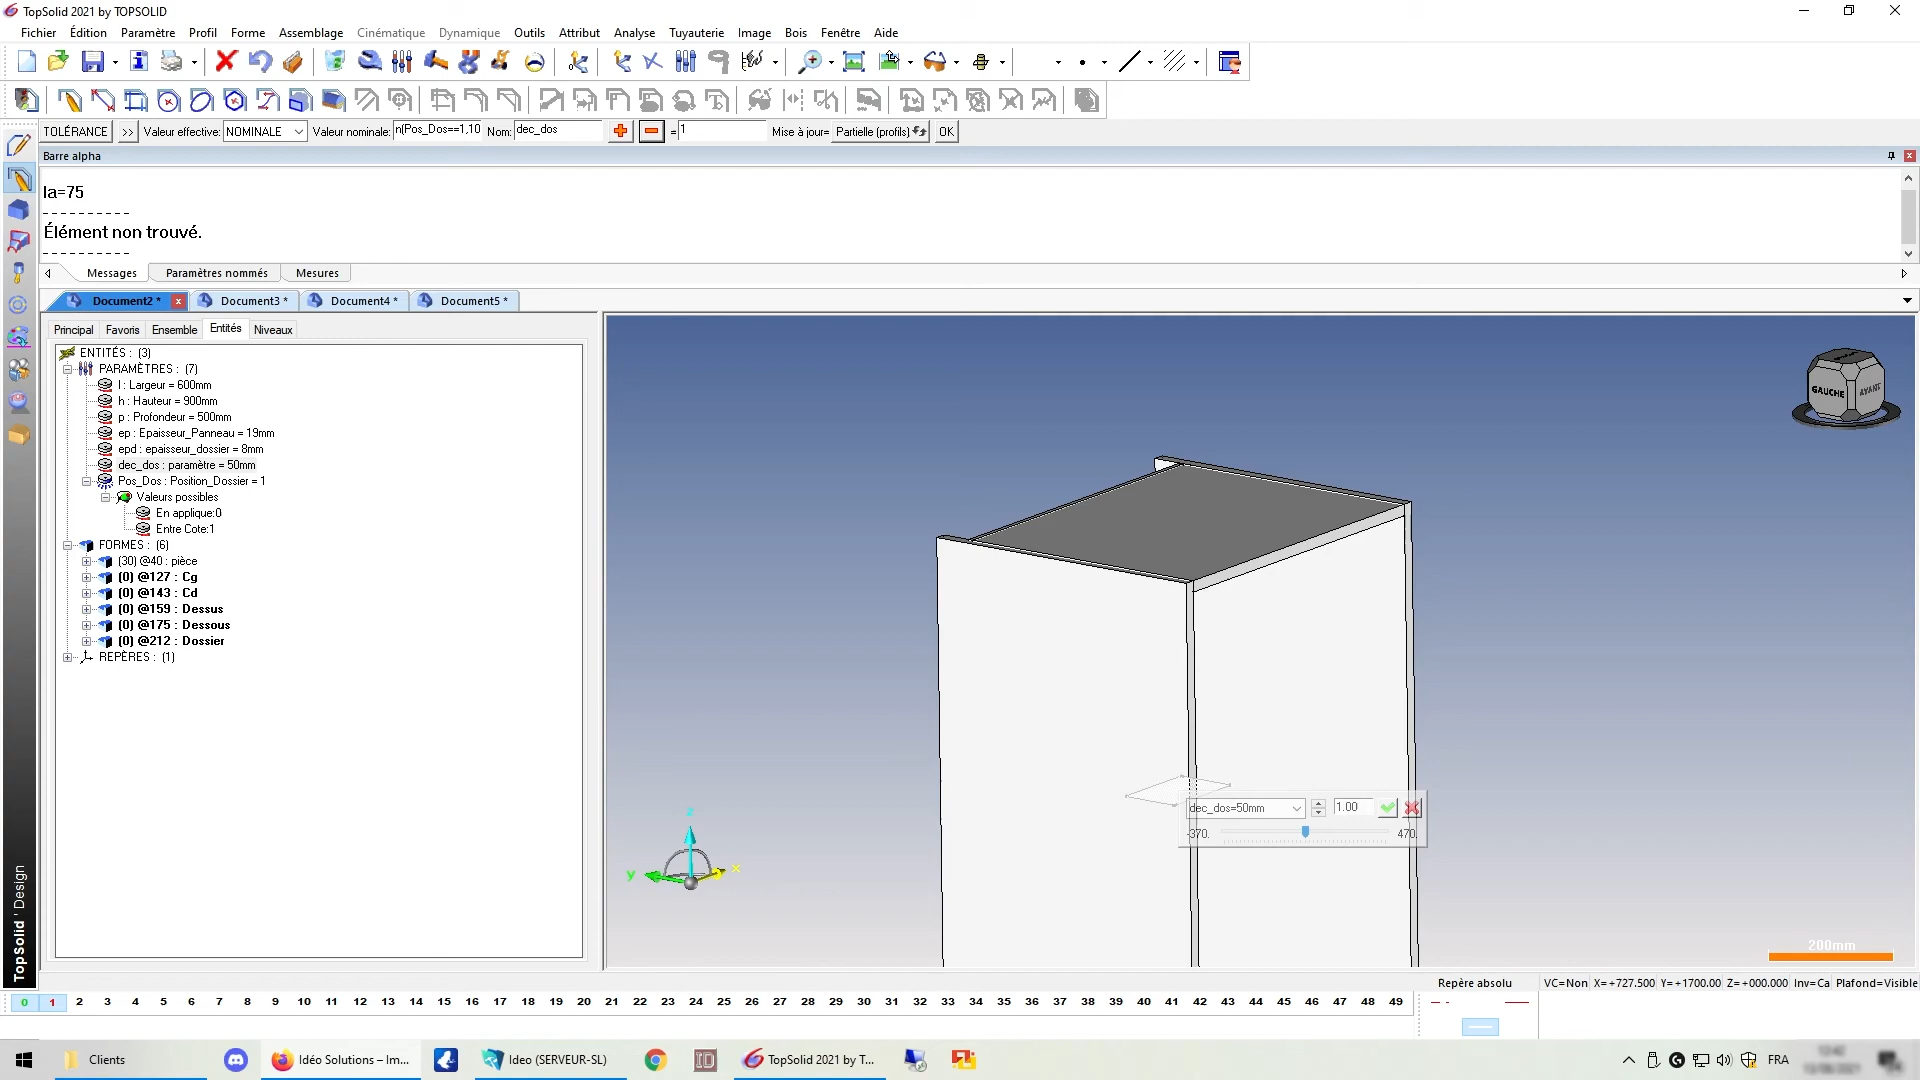 TopSolid 2021 by TOPSOLID
Fichier Édition Paramètre Profil Forme Assemblage Cinématique Dynamique Outils Attribut Analyse Tuyauterie Image Bois Fenêtre Aide
TOLÉRANCE >> Valeur effective: NOMINALE Valeur nominale: n(Pos_Dos==1,10 Nom: dec_dos = 1 Mise à jour= Partielle (profils) OK
Barre alpha
la=75
----------
Élément non trouvé.
----------
Messages Paramètres nommés Mesures
Document2 * Document3 * Document4 * Document5 *
Principal Favoris Ensemble Entités Niveaux
ENTITÉS : (3)
PARAMÈTRES : (7)
l : Largeur = 600mm
h : Hauteur = 900mm
p : Profondeur = 500mm
ep : Epaisseur_Panneau = 19mm
epd : epaisseur_dossier = 8mm
dec_dos : paramètre = 50mm
Pos_Dos : Position_Dossier = 1
Valeurs possibles
En applique:0
Entre Cote:1
FORMES : (6)
(30) @40 : pièce
(0) @127 : Cg
(0) @143 : Cd
(0) @159 : Dessus
(0) @175 : Dessous
(0) @212 : Dossier
REPÈRES : (1)
GAUCHE AVANT
dec_dos=50mm 1.00
-370. 470.
z
y x
200mm
TopSolid'Design
Repère absolu VC=Non X=+727.500 Y=+1700.00 Z=+000.000 Inv=Ca Plafond=Visible
0 1 2 3 4 5 6 7 8 9 10 11 12 13 14 15 16 17 18 19 20 21 22 23 24 25 26 27 28 29 30 31 32 33 34 35 36 37 38 39 40 41 42 43 44 45 46 47 48 49
Clients Idéo Solutions – Im... Ideo (SERVEUR-SL) ID TopSolid 2021 by T... FRA